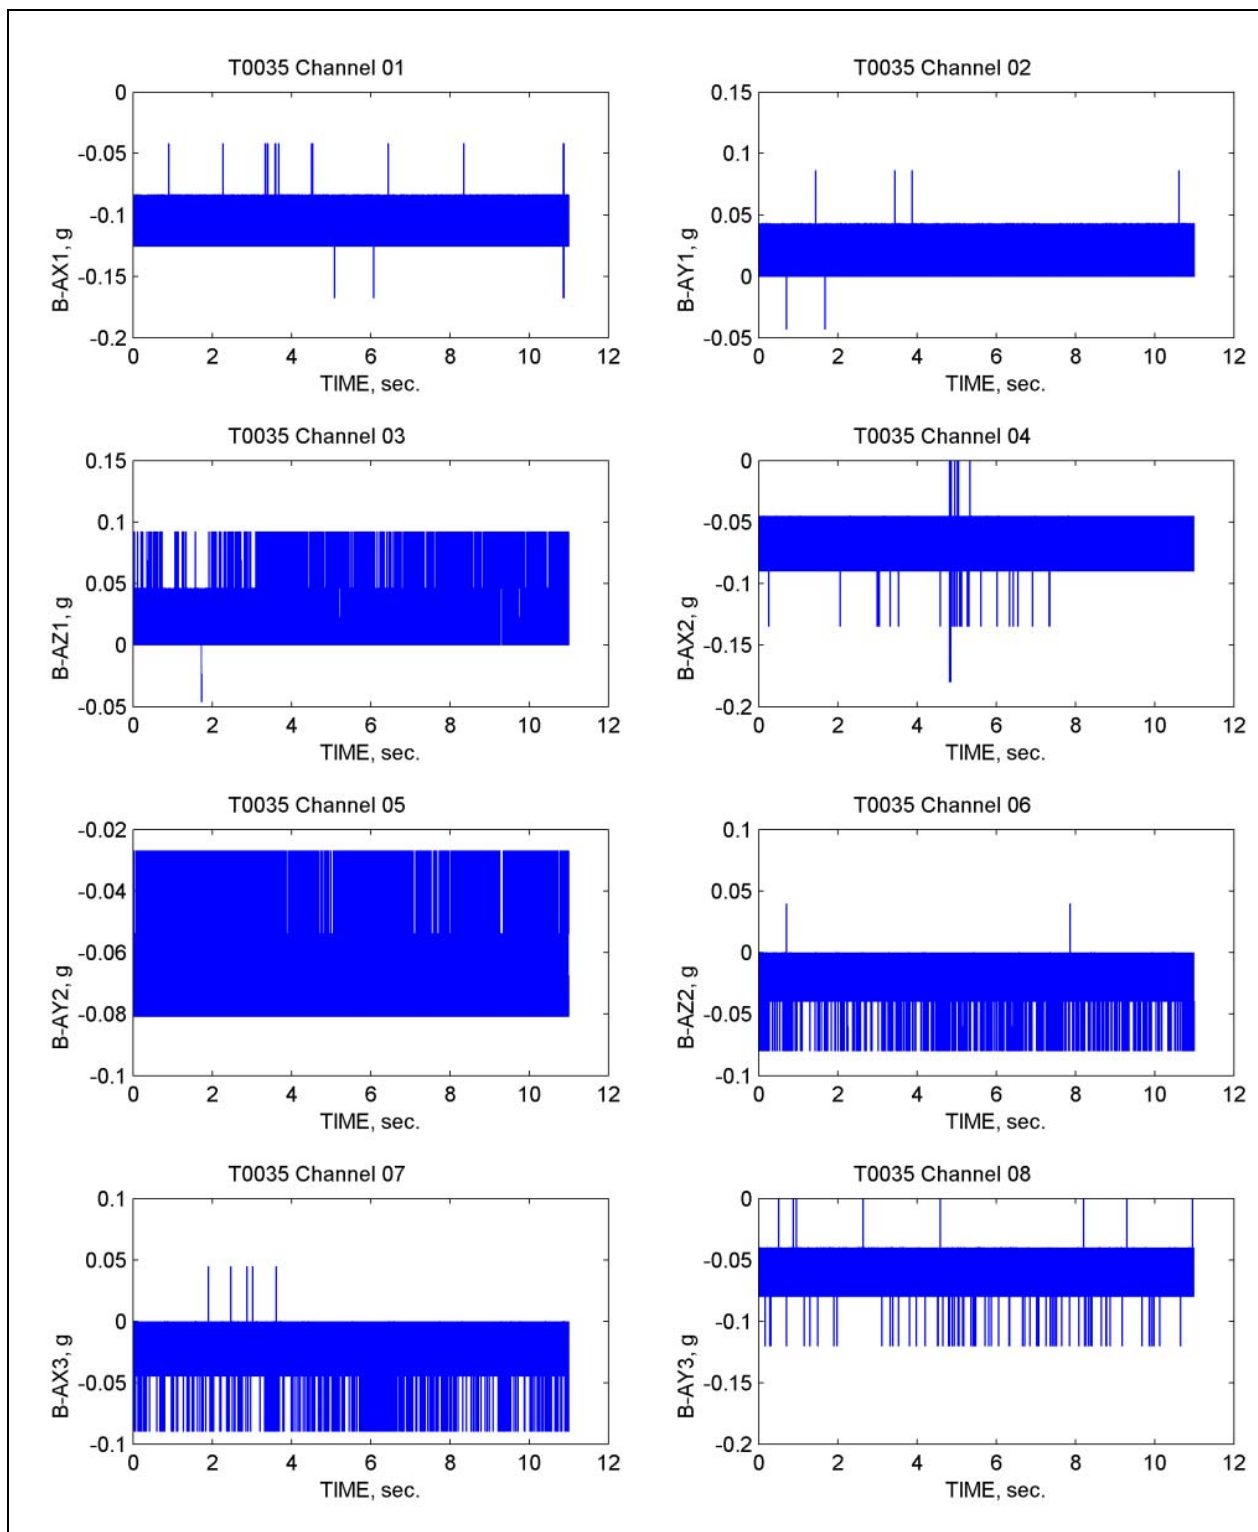 T0035 Channel 01
0
-0.05
-0.1
-0.15
-0.2
B-AX1, g
0 2 4 6 8 10 12
TIME, sec.
T0035 Channel 02
0.15
0.1
0.05
0
-0.05
B-AY1, g
0 2 4 6 8 10 12
TIME, sec.
T0035 Channel 03
0.15
0.1
0.05
0
-0.05
B-AZ1, g
0 2 4 6 8 10 12
TIME, sec.
T0035 Channel 04
0
-0.05
-0.1
-0.15
-0.2
B-AX2, g
0 2 4 6 8 10 12
TIME, sec.
T0035 Channel 05
-0.02
-0.04
-0.06
-0.08
-0.1
B-AY2, g
0 2 4 6 8 10 12
TIME, sec.
T0035 Channel 06
0.1
0.05
0
-0.05
-0.1
B-AZ2, g
0 2 4 6 8 10 12
TIME, sec.
T0035 Channel 07
0.1
0.05
0
-0.05
-0.1
B-AX3, g
0 2 4 6 8 10 12
TIME, sec.
T0035 Channel 08
0
-0.05
-0.1
-0.15
-0.2
B-AY3, g
0 2 4 6 8 10 12
TIME, sec.